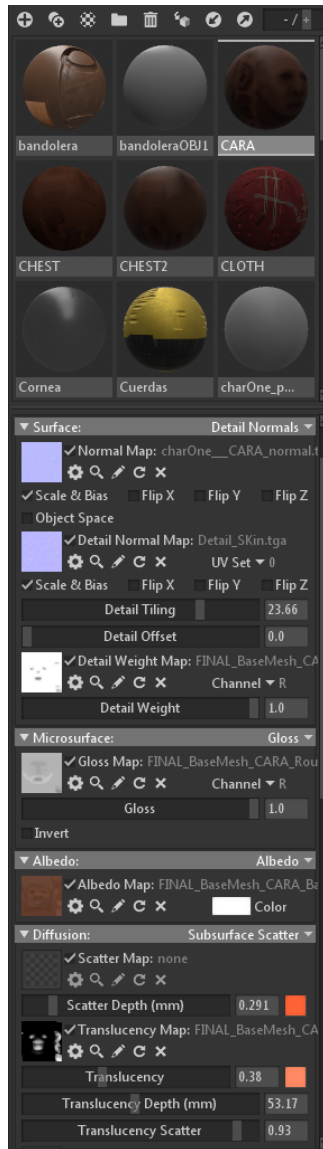 - / +
bandolera bandoleraOBJ1 CARA
CHEST CHEST2 CLOTH
Cornea Cuerdas charOne_p...
Surface: Detail Normals
Normal Map: charOne___CARA_normal.t
Scale & Bias Flip X Flip Y Flip Z
Object Space
Detail Normal Map: Detail_SKin.tga
UV Set 0
Scale & Bias Flip X Flip Y Flip Z
Detail Tiling 23.66
Detail Offset 0.0
Detail Weight Map: FINAL_BaseMesh_CA
Channel R
Detail Weight 1.0
Microsurface: Gloss
Gloss Map: FINAL_BaseMesh_CARA_Rou
Channel R
Gloss 1.0
Invert
Albedo: Albedo
Albedo Map: FINAL_BaseMesh_CARA_Ba
Color
Diffusion: Subsurface Scatter
Scatter Map: none
Scatter Depth (mm) 0.291
Translucency Map: FINAL_BaseMesh_CA
Translucency 0.38
Translucency Depth (mm) 53.17
Translucency Scatter 0.93